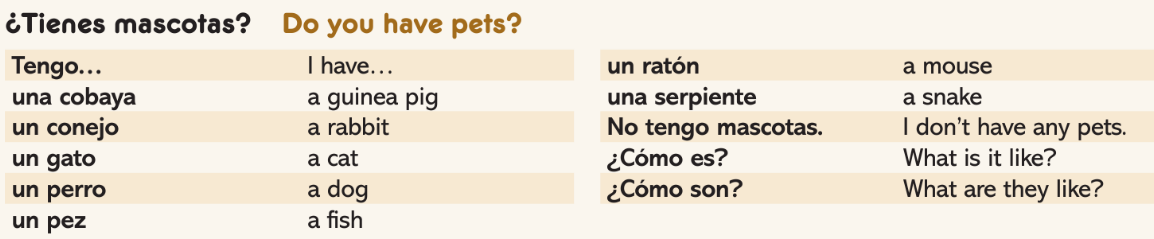 ¿Tienes mascotas? Do you have pets?
Tengo… I have…
una cobaya a guinea pig
un conejo a rabbit
un gato a cat
un perro a dog
un pez a fish
un ratón a mouse
una serpiente a snake
No tengo mascotas. I don't have any pets.
¿Cómo es? What is it like?
¿Cómo son? What are they like?